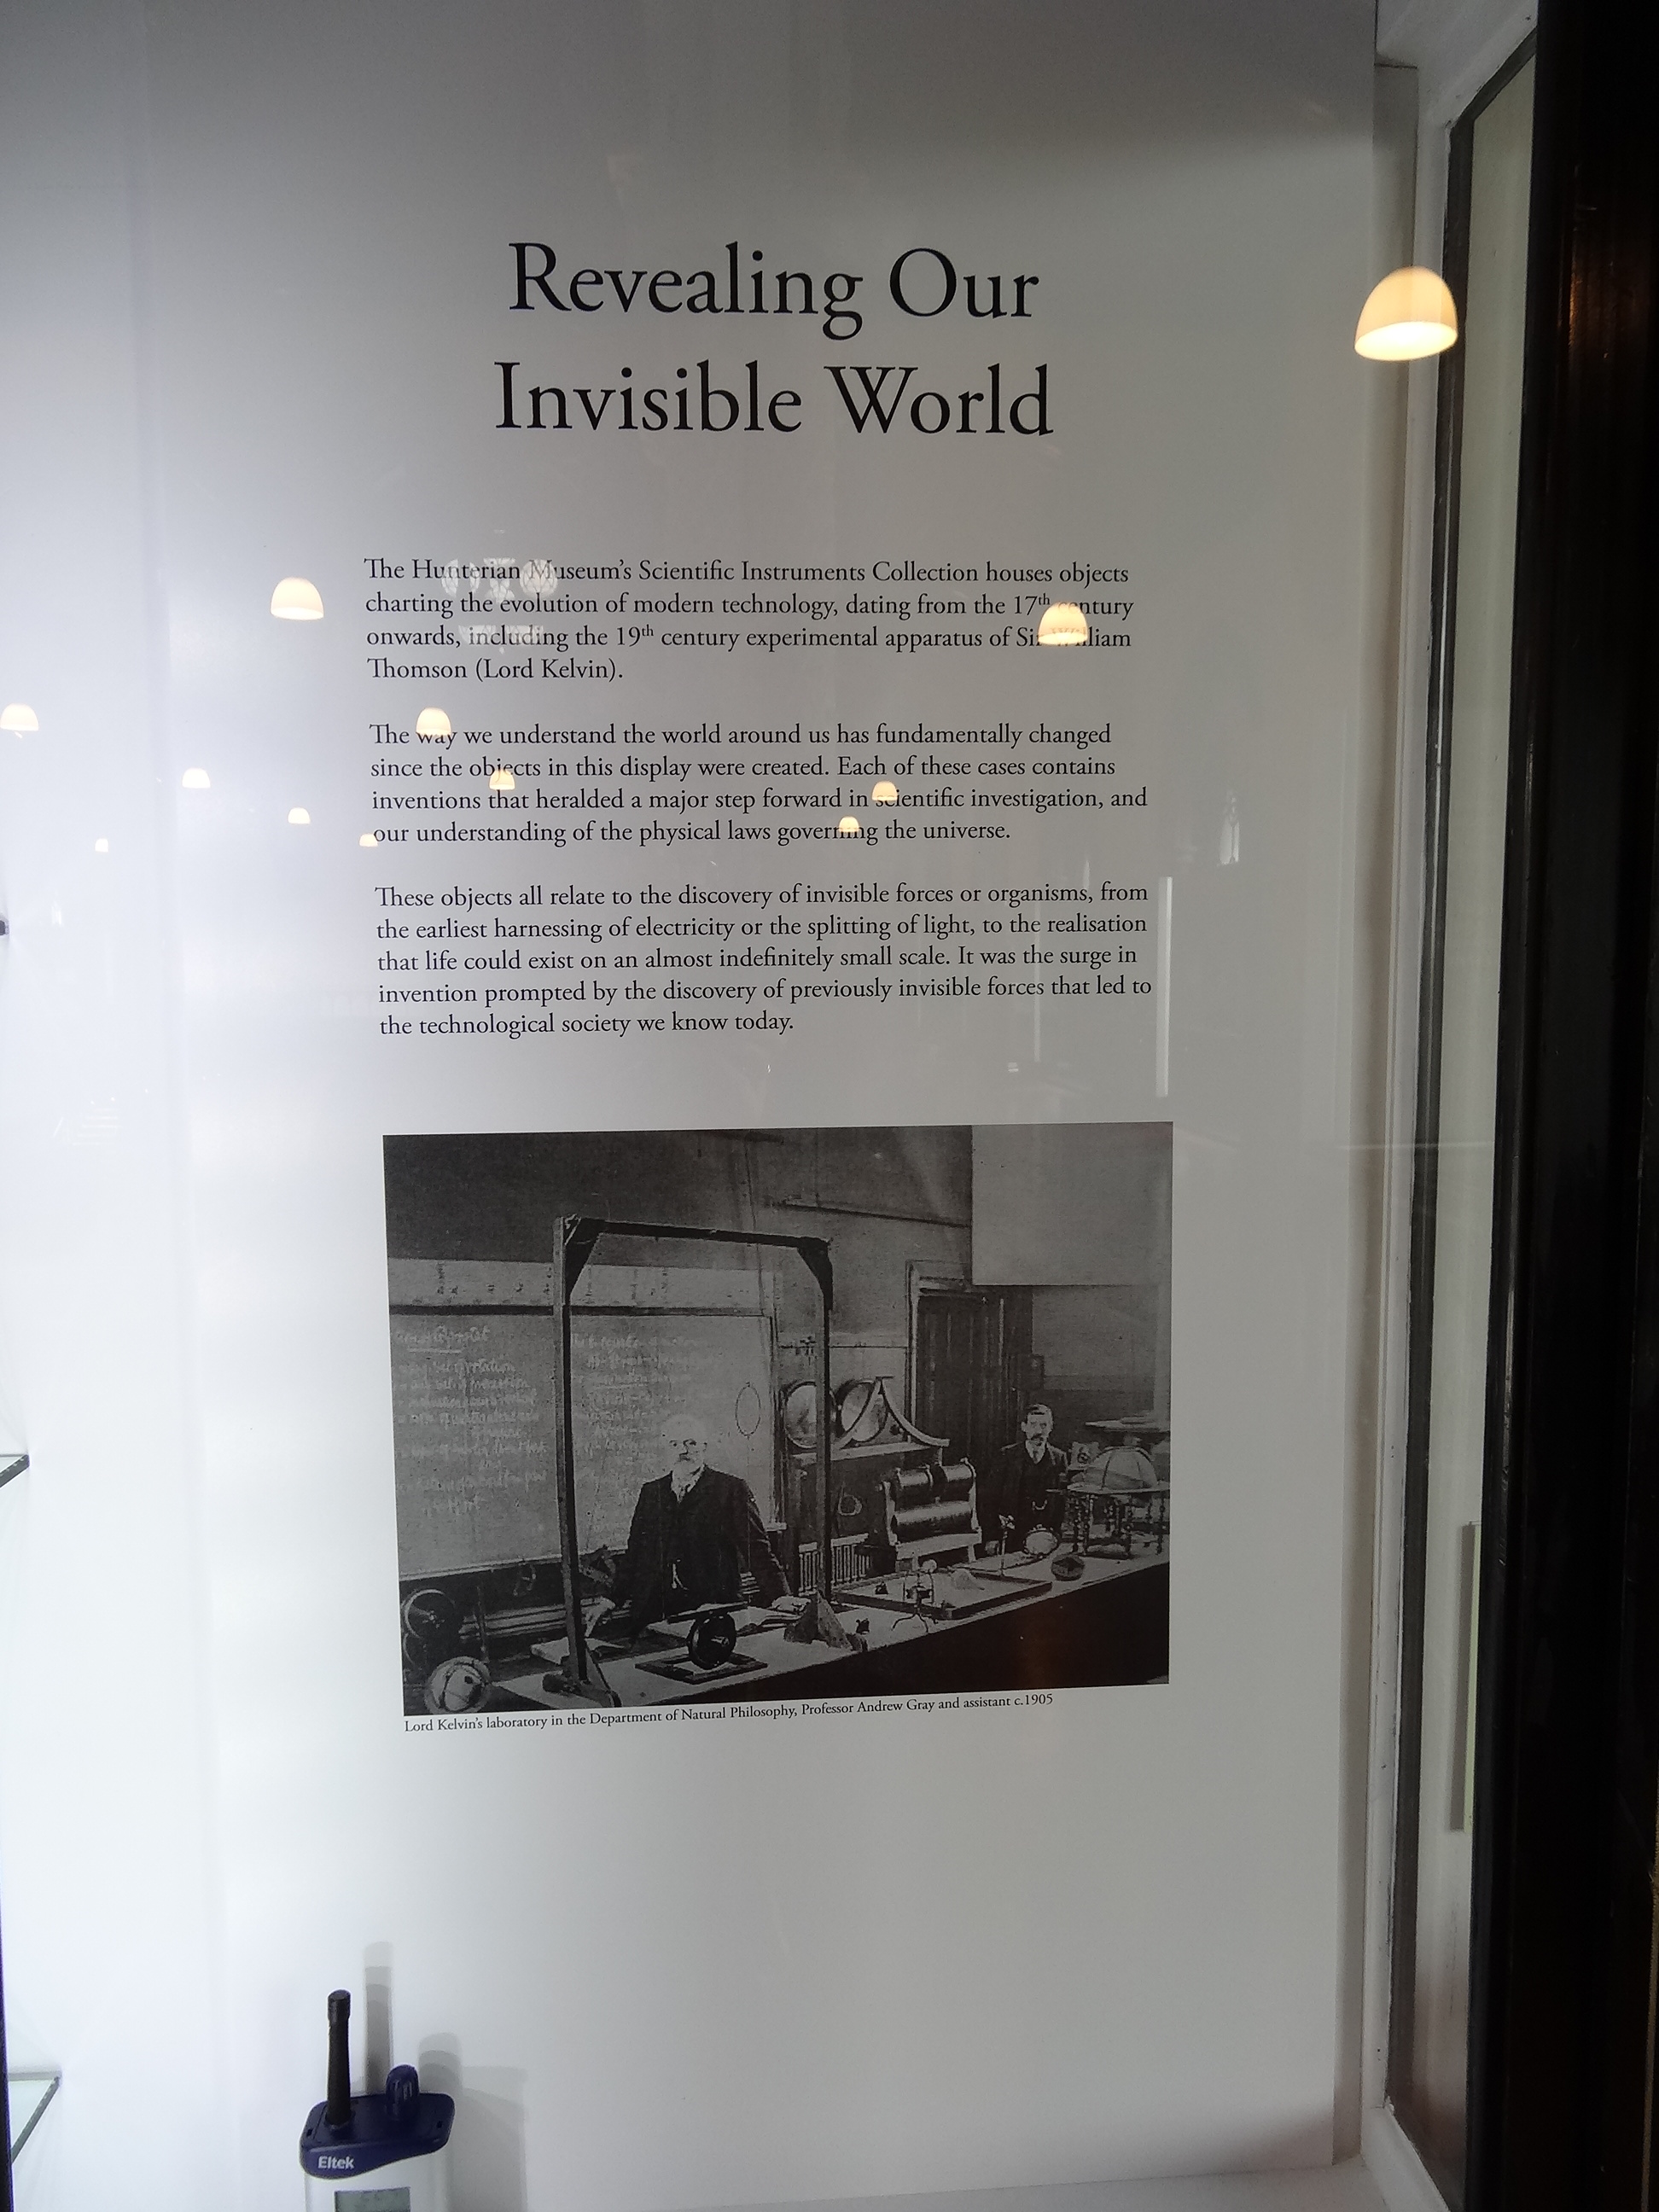 Revealing Our
Invisible World
The Hunterian Museum's Scientific Instruments Collection houses objects
charting the evolution of modern technology, dating from the 17th century
onwards, including the 19th century experimental apparatus of Sir William
Thomson (Lord Kelvin).
The way we understand the world around us has fundamentally changed
since the objects in this display were created. Each of these cases contains
inventions that heralded a major step forward in scientific investigation, and
our understanding of the physical laws governing the universe.
These objects all relate to the discovery of invisible forces or organisms, from
the earliest harnessing of electricity or the splitting of light, to the realisation
that life could exist on an almost indefinitely small scale. It was the surge in
invention prompted by the discovery of previously invisible forces that led to
the technological society we know today.
Lord Kelvin's laboratory in the Department of Natural Philosophy, Professor Andrew Gray and assistant c.1905
Eltek